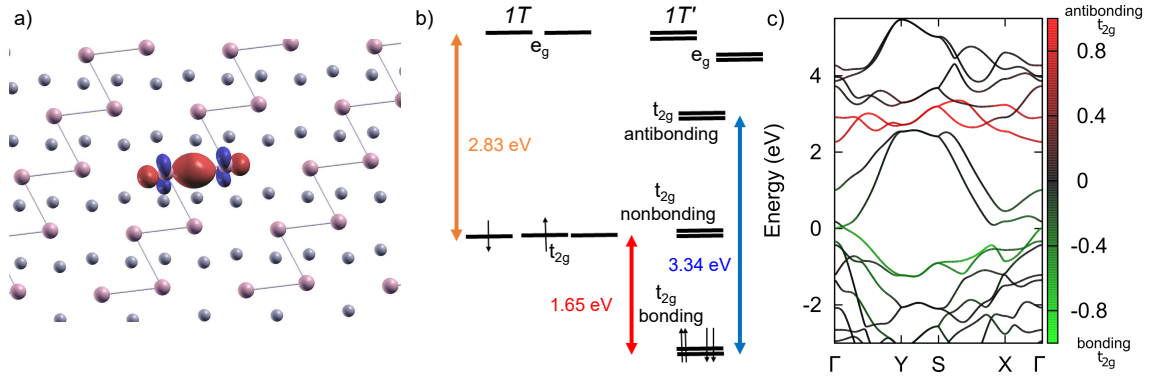 a)
b)
1T
1T'
e_g
e_g
2.83 eV
t_2g
antibonding
t_2g
nonbonding
t_2g
3.34 eV
1.65 eV
t_2g
bonding
c)
antibonding
t_2g
Energy (eV)
4
2
0
-2
Γ
Y
S
X
Γ
0.8
0.4
0
-0.4
-0.8
bonding
t_2g